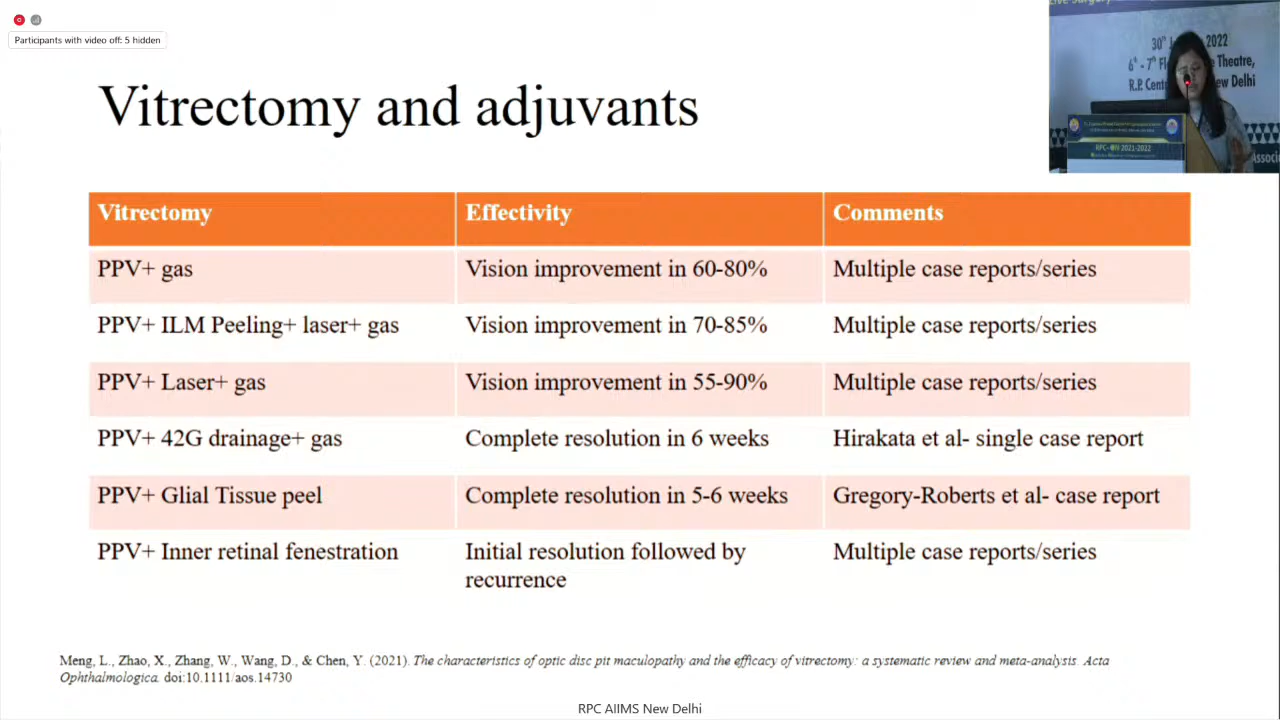 Participants with video off: 5 hidden
30th 2022
6th - 7th Theatre,
R.P. New Delhi
RPC- 2021-2022
Vitrectomy and adjuvants
Vitrectomy Effectivity Comments
PPV+ gas Vision improvement in 60-80% Multiple case reports/series
PPV+ ILM Peeling+ laser+ gas Vision improvement in 70-85% Multiple case reports/series
PPV+ Laser+ gas Vision improvement in 55-90% Multiple case reports/series
PPV+ 42G drainage+ gas Complete resolution in 6 weeks Hirakata et al- single case report
PPV+ Glial Tissue peel Complete resolution in 5-6 weeks Gregory-Roberts et al- case report
PPV+ Inner retinal fenestration Initial resolution followed by Multiple case reports/series
recurrence
Meng, L., Zhao, X., Zhang, W., Wang, D., & Chen, Y. (2021). The characteristics of optic disc pit maculopathy and the efficacy of vitrectomy: a systematic review and meta-analysis. Acta
Ophthalmologica. doi:10.1111/aos.14730
RPC AIIMS New Delhi